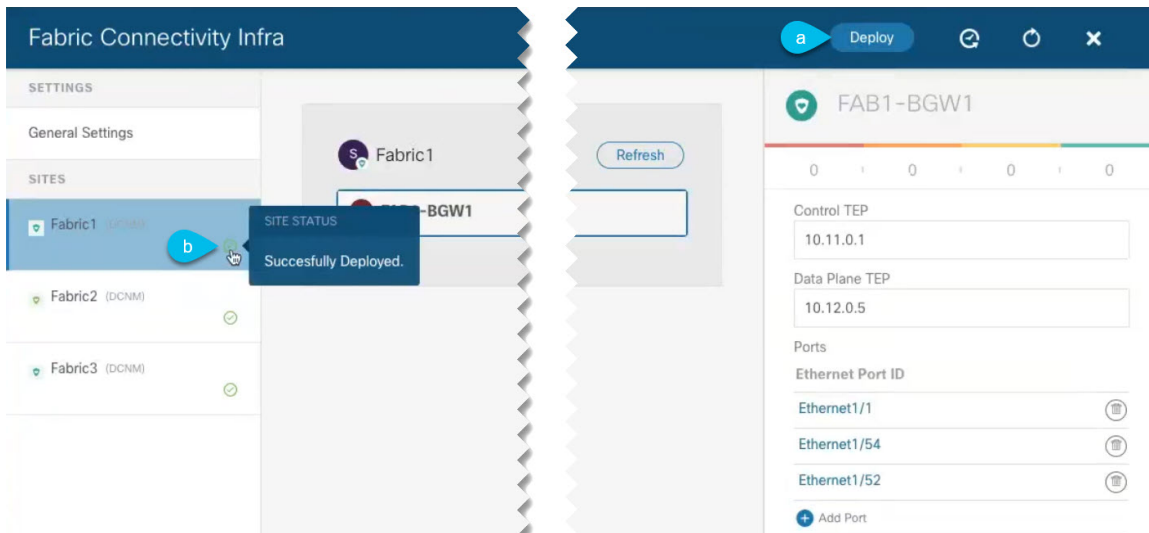 Fabric Connectivity Infra
a
Deploy
SETTINGS
General Settings
SITES
Fabric1 (DCNM)
b
SITE STATUS
Succesfully Deployed.
Fabric2 (DCNM)
Fabric3 (DCNM)
S
Fabric1
Refresh
-BGW1
FAB1-BGW1
0 0 0 0
Control TEP
10.11.0.1
Data Plane TEP
10.12.0.5
Ports
Ethernet Port ID
Ethernet1/1
Ethernet1/54
Ethernet1/52
Add Port